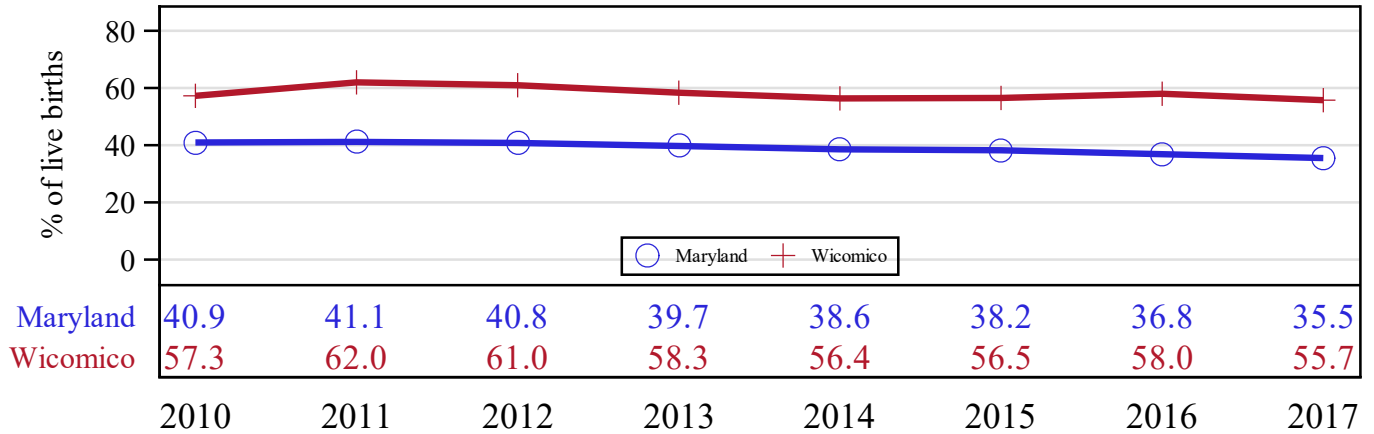 % of live births
80
60
40
20
0
Maryland Wicomico
Maryland 40.9 41.1 40.8 39.7 38.6 38.2 36.8 35.5
Wicomico 57.3 62.0 61.0 58.3 56.4 56.5 58.0 55.7
2010 2011 2012 2013 2014 2015 2016 2017